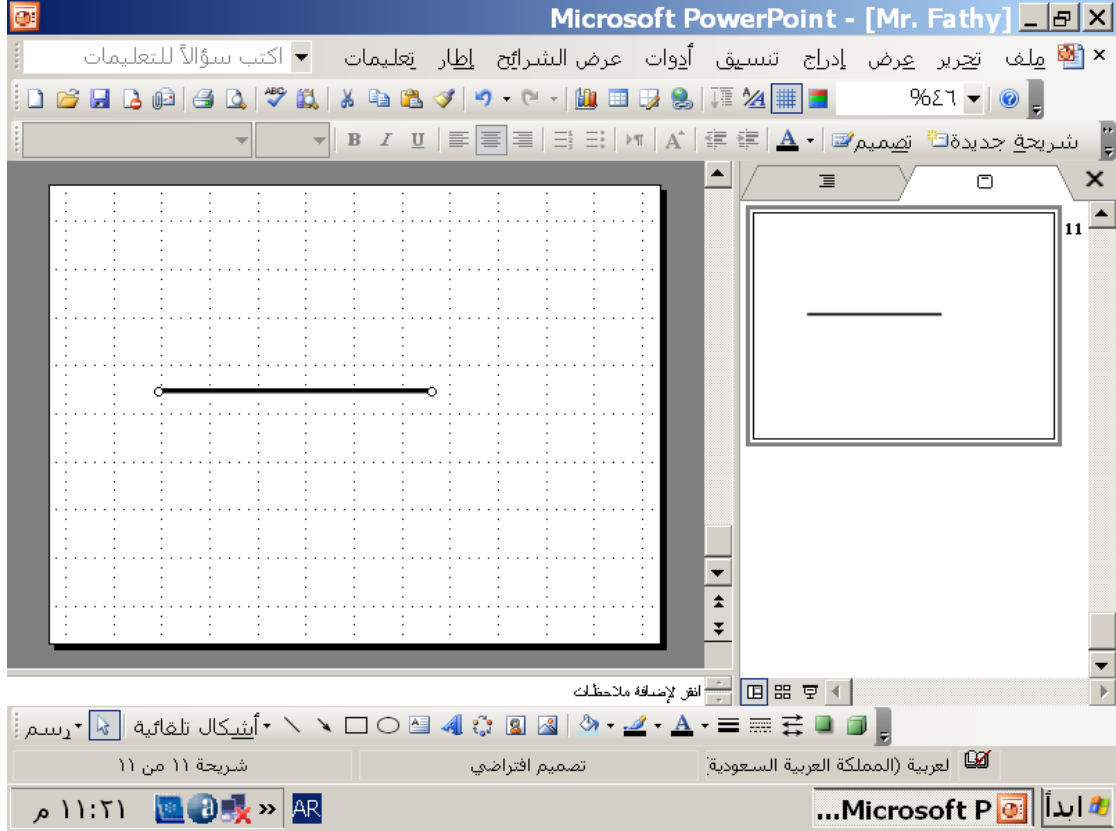 Microsoft PowerPoint - [Mr. Fathy]
ملف تحرير عرض إدراج تنسيق أدوات عرض الشرائح إطار تعليمات اكتب سؤالاً للتعليمات
%٤٦
B I U A A شريحة جديدة تصميم
11
انقر لإضافة ملاحظات
رسم أشكال تلقائية
شريحة ١١ من ١١ تصميم افتراضي لعربية (المملكة العربية السعودية
ابدأ Microsoft P... AR ١١:٢١ م